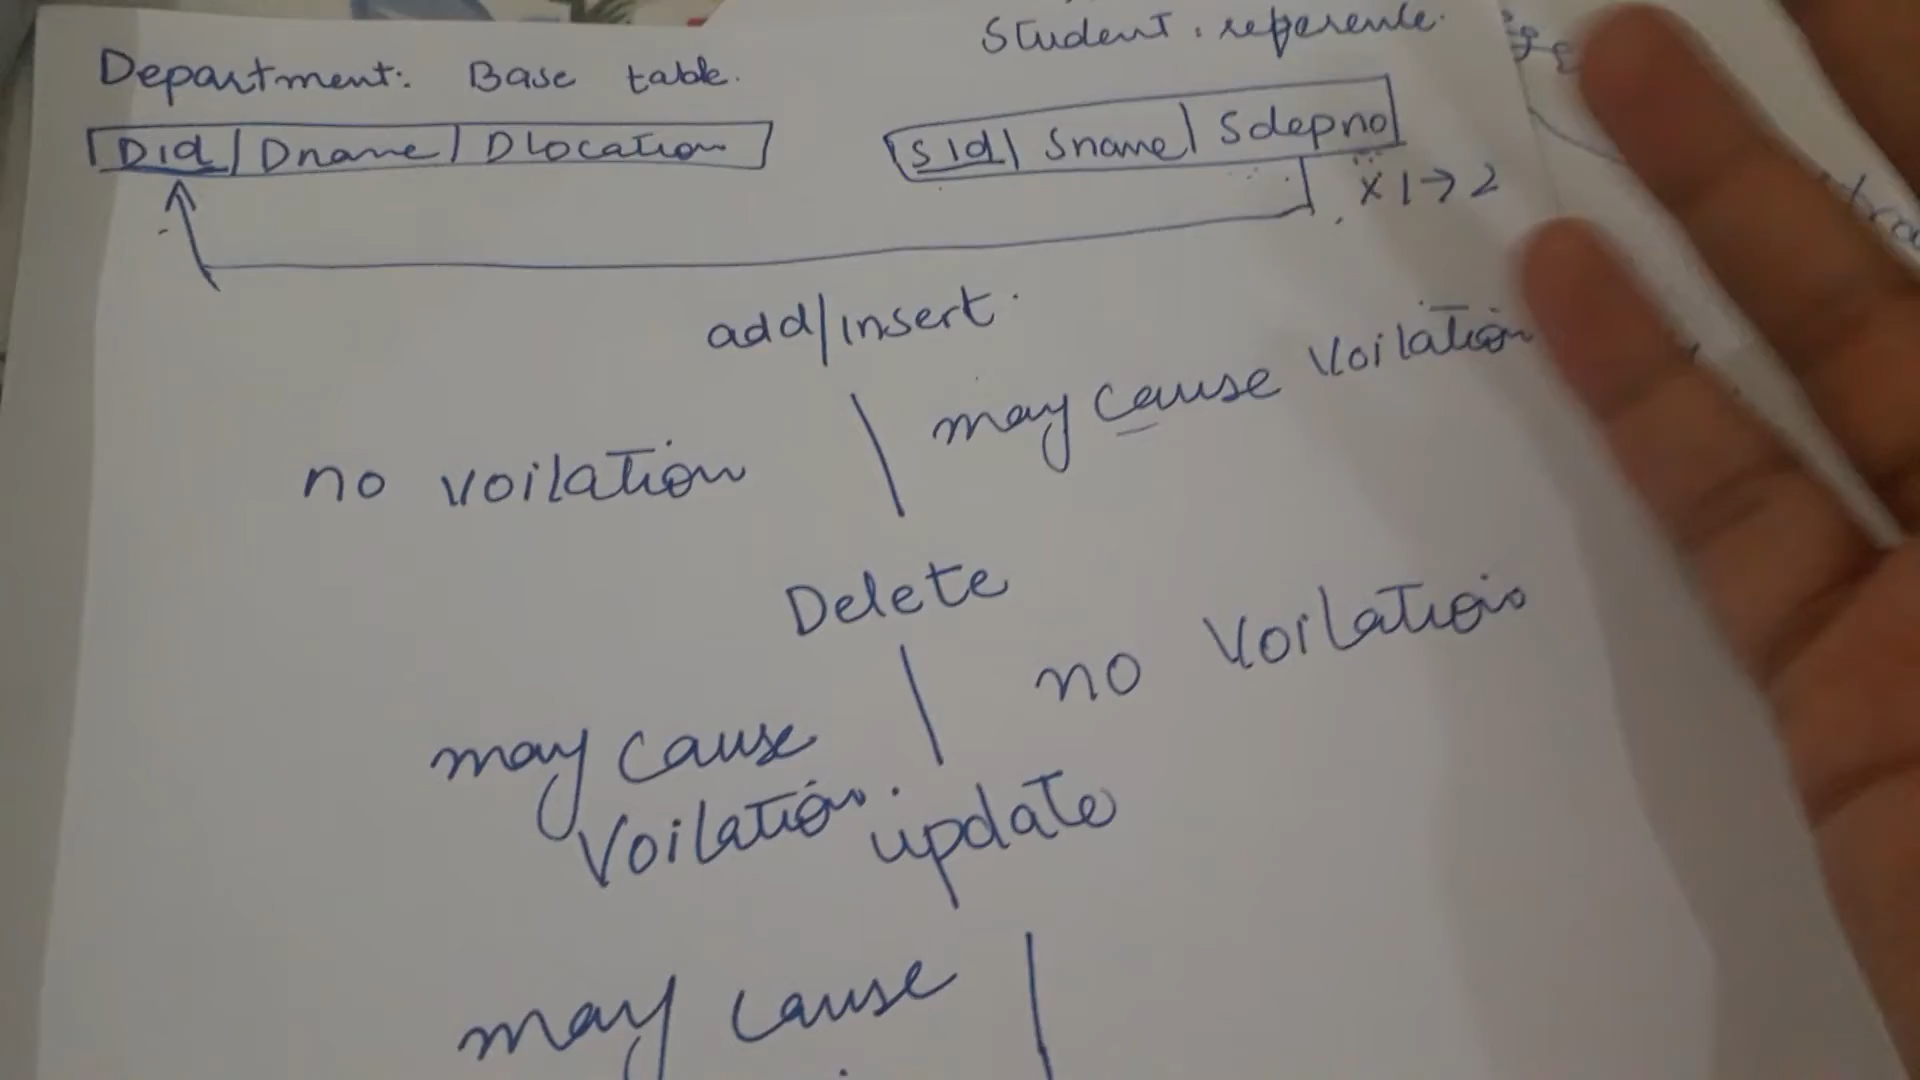 Department: Base table.
Student : reference.
Did | Dname | Dlocation
Sid | Sname | Sdepno
x 1→2
add/insert
no voilation | may cause Voilation
Delete
may cause Voilation. | no Voilation
update
may cause